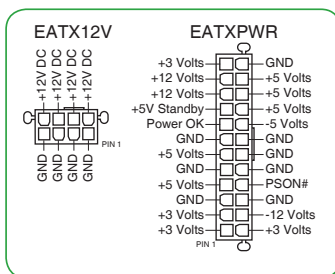 EATX12V
+12V DC
+12V DC
+12V DC
+12V DC
PIN 1
GND
GND
GND
GND
EATXPWR
+3 Volts GND
+12 Volts +5 Volts
+12 Volts +5 Volts
+5V Standby +5 Volts
Power OK -5 Volts
GND GND
+5 Volts GND
GND GND
+5 Volts PSON#
GND GND
+3 Volts -12 Volts
+3 Volts +3 Volts
PIN 1